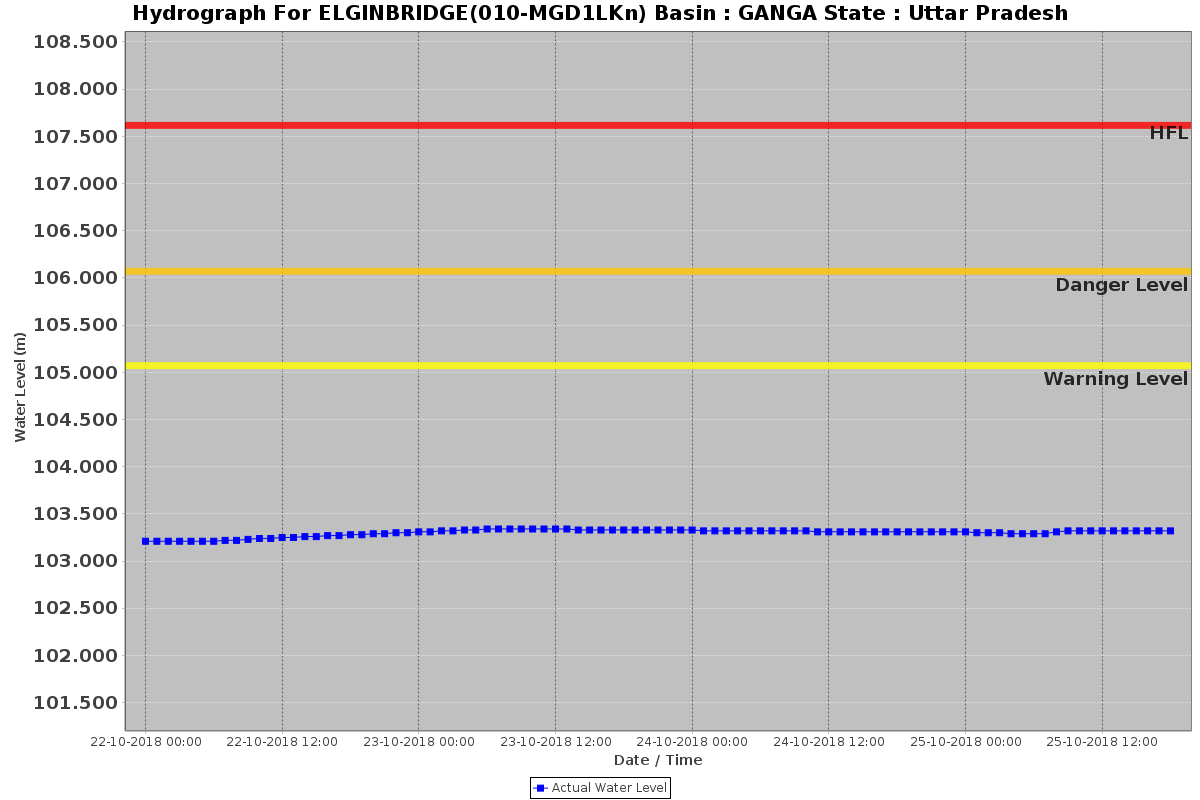 Hydrograph For ELGINBRIDGE(010-MGD1LKn) Basin : GANGA State : Uttar Pradesh
108.500
108.000
107.500
HFL
107.000
106.500
106.000
Danger Level
105.500
105.000
Warning Level
104.500
104.000
103.500
103.000
102.500
102.000
101.500
Water Level (m)
22-10-2018 00:00 22-10-2018 12:00 23-10-2018 00:00 23-10-2018 12:00 24-10-2018 00:00 24-10-2018 12:00 25-10-2018 00:00 25-10-2018 12:00
Date / Time
Actual Water Level